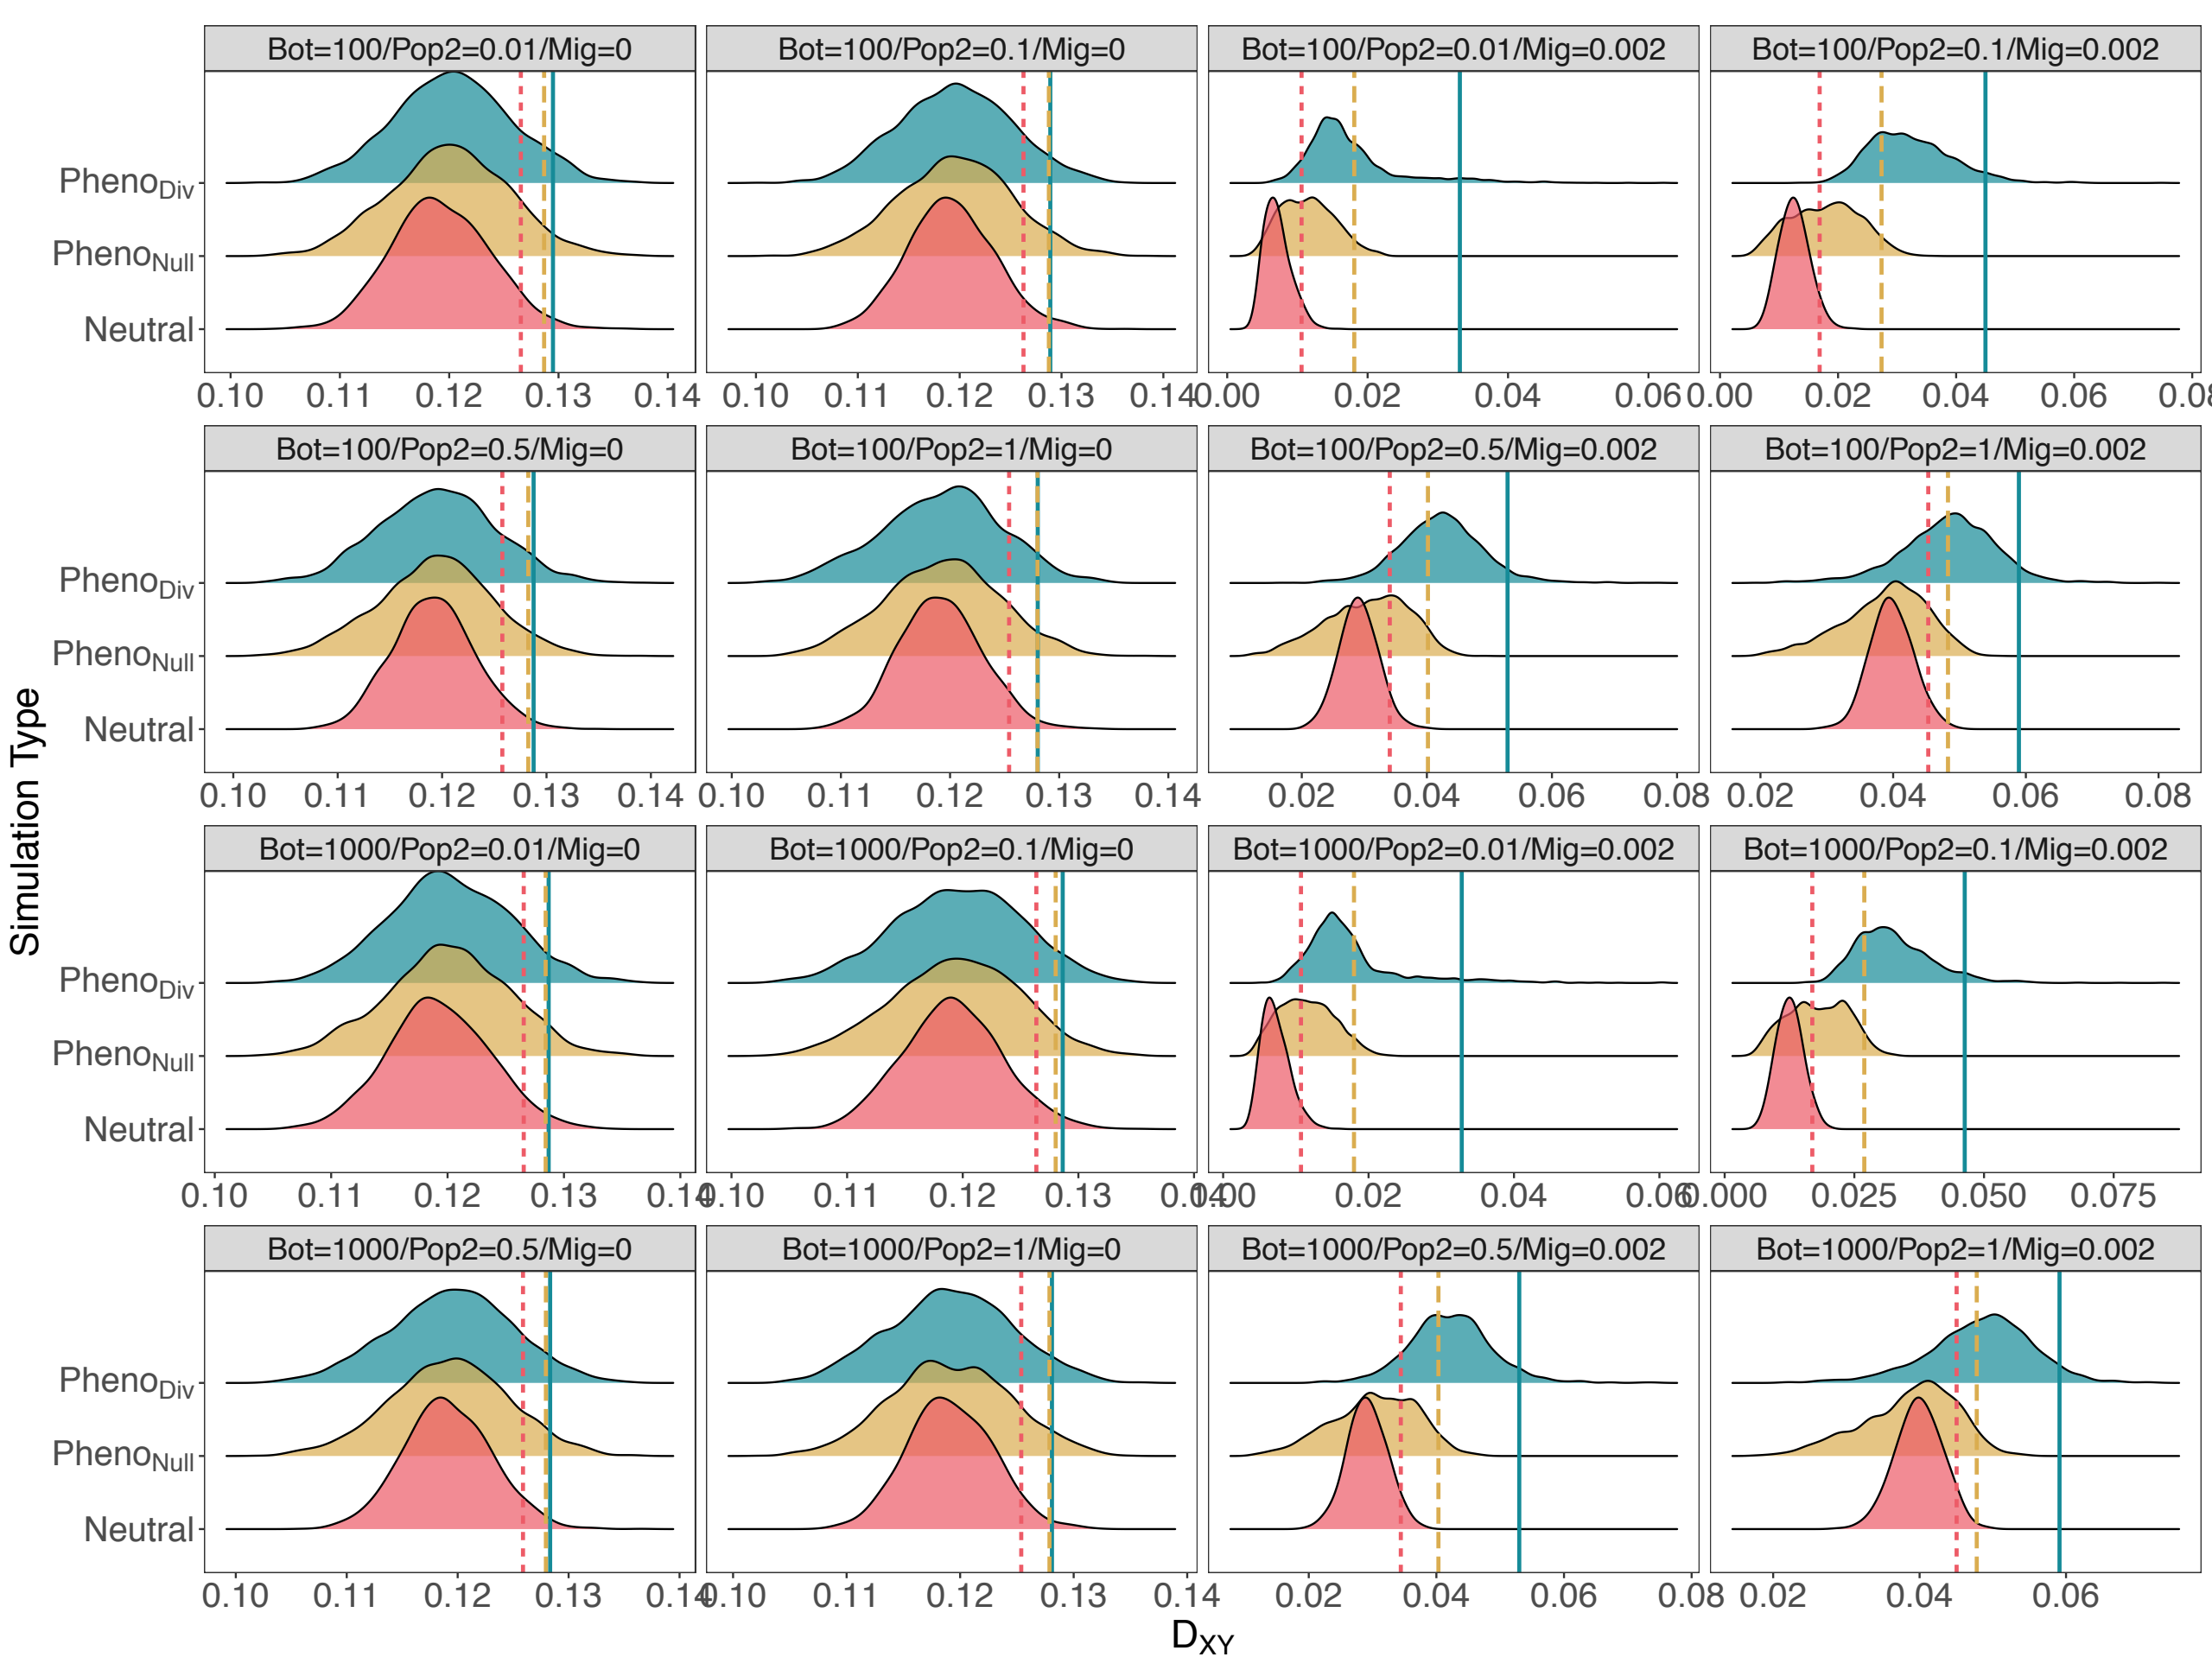 Bot=100/Pop2=0.01/Mig=0
Bot=100/Pop2=0.1/Mig=0
Bot=100/Pop2=0.01/Mig=0.002
Bot=100/Pop2=0.1/Mig=0.002
PhenoDiv
PhenoNull
Neutral
0.10 0.11 0.12 0.13 0.14
0.10 0.11 0.12 0.13 0.14
0.00 0.02 0.04 0.06
0.00 0.02 0.04 0.06 0.08
Bot=100/Pop2=0.5/Mig=0
Bot=100/Pop2=1/Mig=0
Bot=100/Pop2=0.5/Mig=0.002
Bot=100/Pop2=1/Mig=0.002
PhenoDiv
PhenoNull
Neutral
0.10 0.11 0.12 0.13 0.14
0.10 0.11 0.12 0.13 0.14
0.02 0.04 0.06 0.08
0.02 0.04 0.06 0.08
Simulation Type
Bot=1000/Pop2=0.01/Mig=0
Bot=1000/Pop2=0.1/Mig=0
Bot=1000/Pop2=0.01/Mig=0.002
Bot=1000/Pop2=0.1/Mig=0.002
PhenoDiv
PhenoNull
Neutral
0.10 0.11 0.12 0.13 0.14
0.10 0.11 0.12 0.13 0.14
0.00 0.02 0.04 0.06
0.000 0.025 0.050 0.075
Bot=1000/Pop2=0.5/Mig=0
Bot=1000/Pop2=1/Mig=0
Bot=1000/Pop2=0.5/Mig=0.002
Bot=1000/Pop2=1/Mig=0.002
PhenoDiv
PhenoNull
Neutral
0.10 0.11 0.12 0.13 0.14
0.10 0.11 0.12 0.13 0.14
0.02 0.04 0.06 0.08
0.02 0.04 0.06
DXY